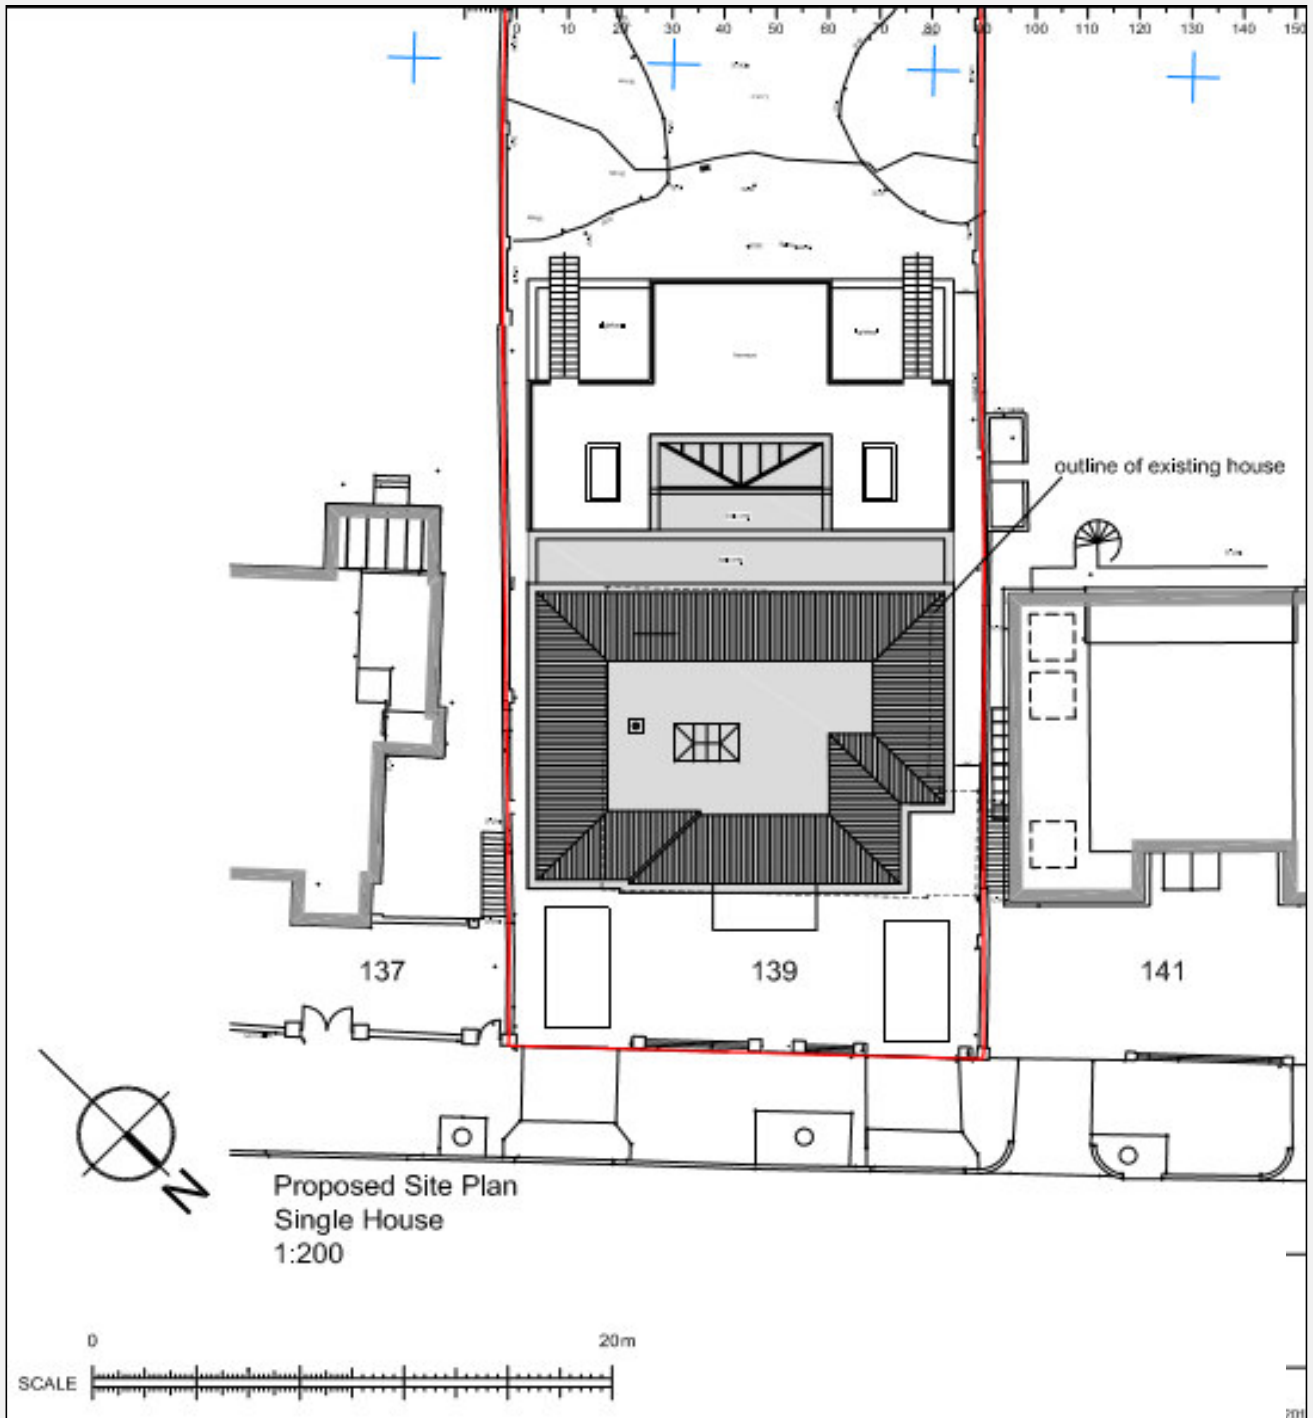 0 10 20 30 40 50 60 70 80 90 100 110 120 130 140 150
outline of existing house
137
139
141
N
Proposed Site Plan
Single House
1:200
0 20m
SCALE